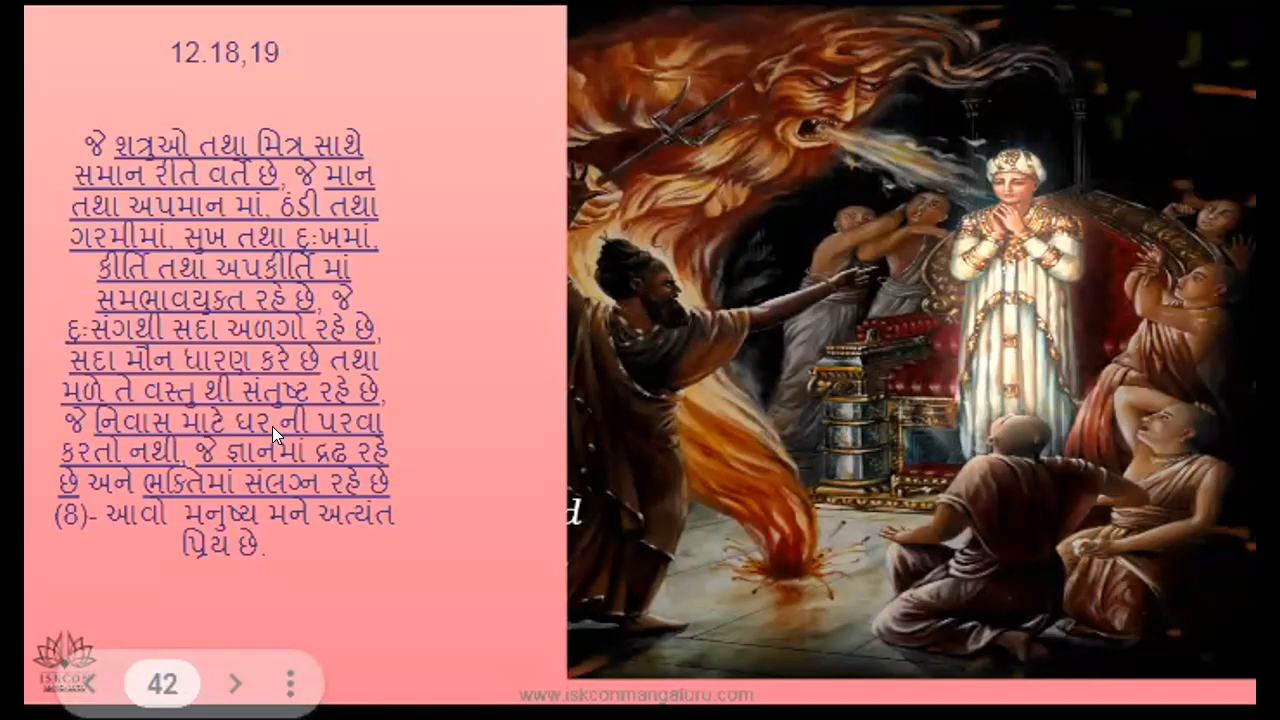 12.18,19
જે શત્રુઓ તથા મિત્ર સાથે
સમાન રીતે વર્તે છે, જે માન
તથા અપમાન માં, ઠંડી તથા
ગરમીમાં, સુખ તથા દુઃખમાં,
કીર્તિ તથા અપકીર્તિ માં
સમભાવયુક્ત રહે છે, જે
દુઃસંગથી સદા અળગો રહે છે,
સદા મૌન ધારણ કરે છે તથા
મળે તે વસ્તુ થી સંતુષ્ટ રહે છે,
જે નિવાસ માટે ઘર ની પરવા
કરતો નથી, જે જ્ઞાનમાં દ્રઢ રહે
છે અને ભક્તિમાં સંલગ્ન રહે છે
(8)- આવો મનુષ્ય મને અત્યંત
પ્રિય છે.
d
ISKCON
42
www.iskconmangaluru.com